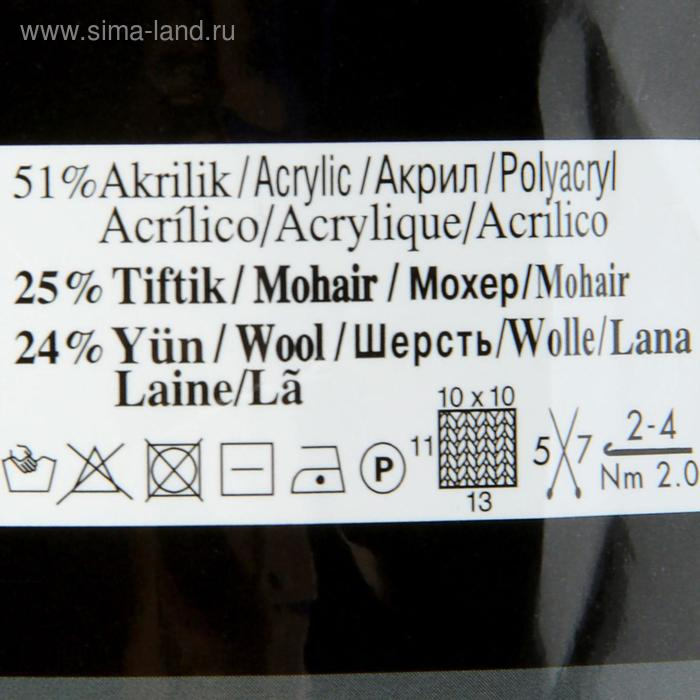 www.sima-land.ru
51% Akrilik / Acrylic / Акрил / Polyacryl
Acrílico/Acrylique/Acrilico
25% Tiftik / Mohair / Мохер/Mohair
24% Yün / Wool / Шерсть/Wolle/Lana
Laine/Lã
10 x 10
P 11 5 7 2-4
Nm 2.0
13